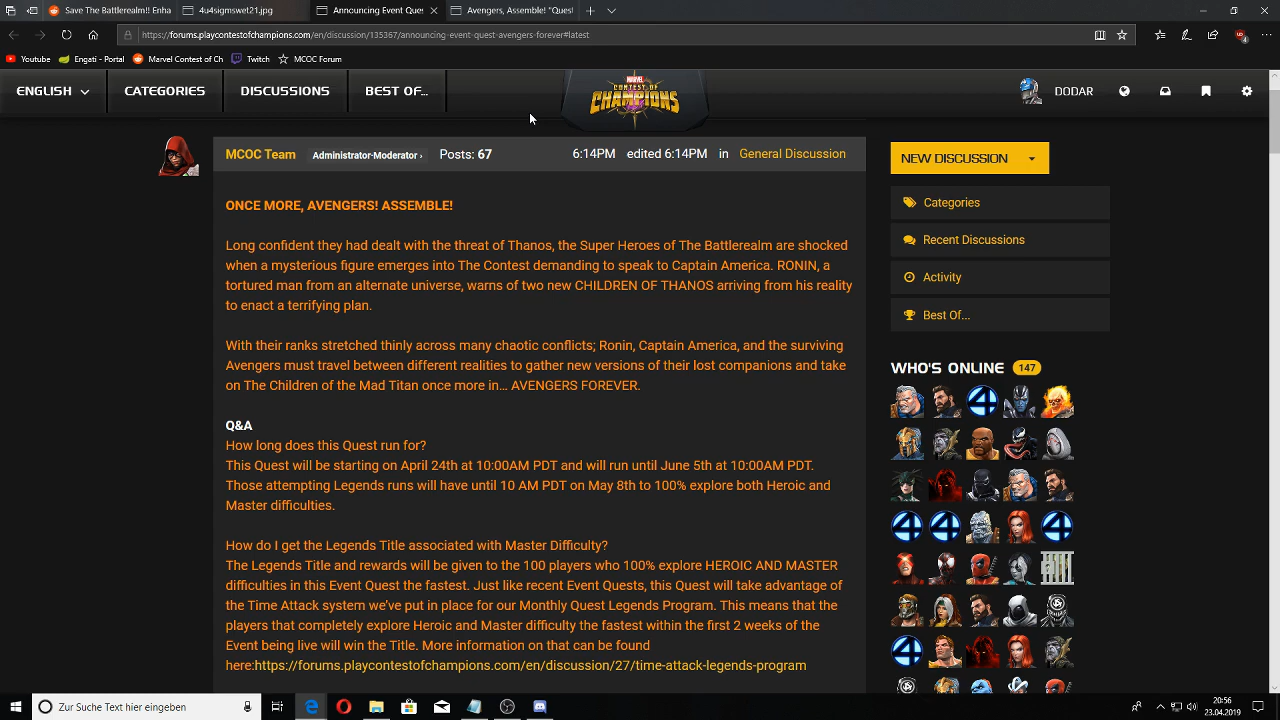 Save The Battlerealm!! Enha
4u4sigmswet21.jpg
Announcing Event Ques
Avengers, Assemble! "Ques
https://forums.playcontestofchampions.com/en/discussion/135367/announcing-event-quest-avengers-forever#latest
Youtube
Engati - Portal
Marvel Contest of Ch
Twitch
MCOC Forum
ENGLISH
CATEGORIES
DISCUSSIONS
BEST OF...
MARVEL
CONTEST OF
CHAMPIONS
DODAR
MCOC Team
Administrator-Moderator ›
Posts: 67
6:14PM edited 6:14PM in General Discussion
NEW DISCUSSION
Categories
Recent Discussions
Activity
Best Of...
WHO'S ONLINE 147
ONCE MORE, AVENGERS! ASSEMBLE!
Long confident they had dealt with the threat of Thanos, the Super Heroes of The Battlerealm are shocked
when a mysterious figure emerges into The Contest demanding to speak to Captain America. RONIN, a
tortured man from an alternate universe, warns of two new CHILDREN OF THANOS arriving from his reality
to enact a terrifying plan.
With their ranks stretched thinly across many chaotic conflicts; Ronin, Captain America, and the surviving
Avengers must travel between different realities to gather new versions of their lost companions and take
on The Children of the Mad Titan once more in... AVENGERS FOREVER.
Q&A
How long does this Quest run for?
This Quest will be starting on April 24th at 10:00AM PDT and will run until June 5th at 10:00AM PDT.
Those attempting Legends runs will have until 10 AM PDT on May 8th to 100% explore both Heroic and
Master difficulties.
How do I get the Legends Title associated with Master Difficulty?
The Legends Title and rewards will be given to the 100 players who 100% explore HEROIC AND MASTER
difficulties in this Event Quest the fastest. Just like recent Event Quests, this Quest will take advantage of
the Time Attack system we've put in place for our Monthly Quest Legends Program. This means that the
players that completely explore Heroic and Master difficulty the fastest within the first 2 weeks of the
Event being live will win the Title. More information on that can be found
here:https://forums.playcontestofchampions.com/en/discussion/27/time-attack-legends-program
Zur Suche Text hier eingeben
20:56
23.04.2019